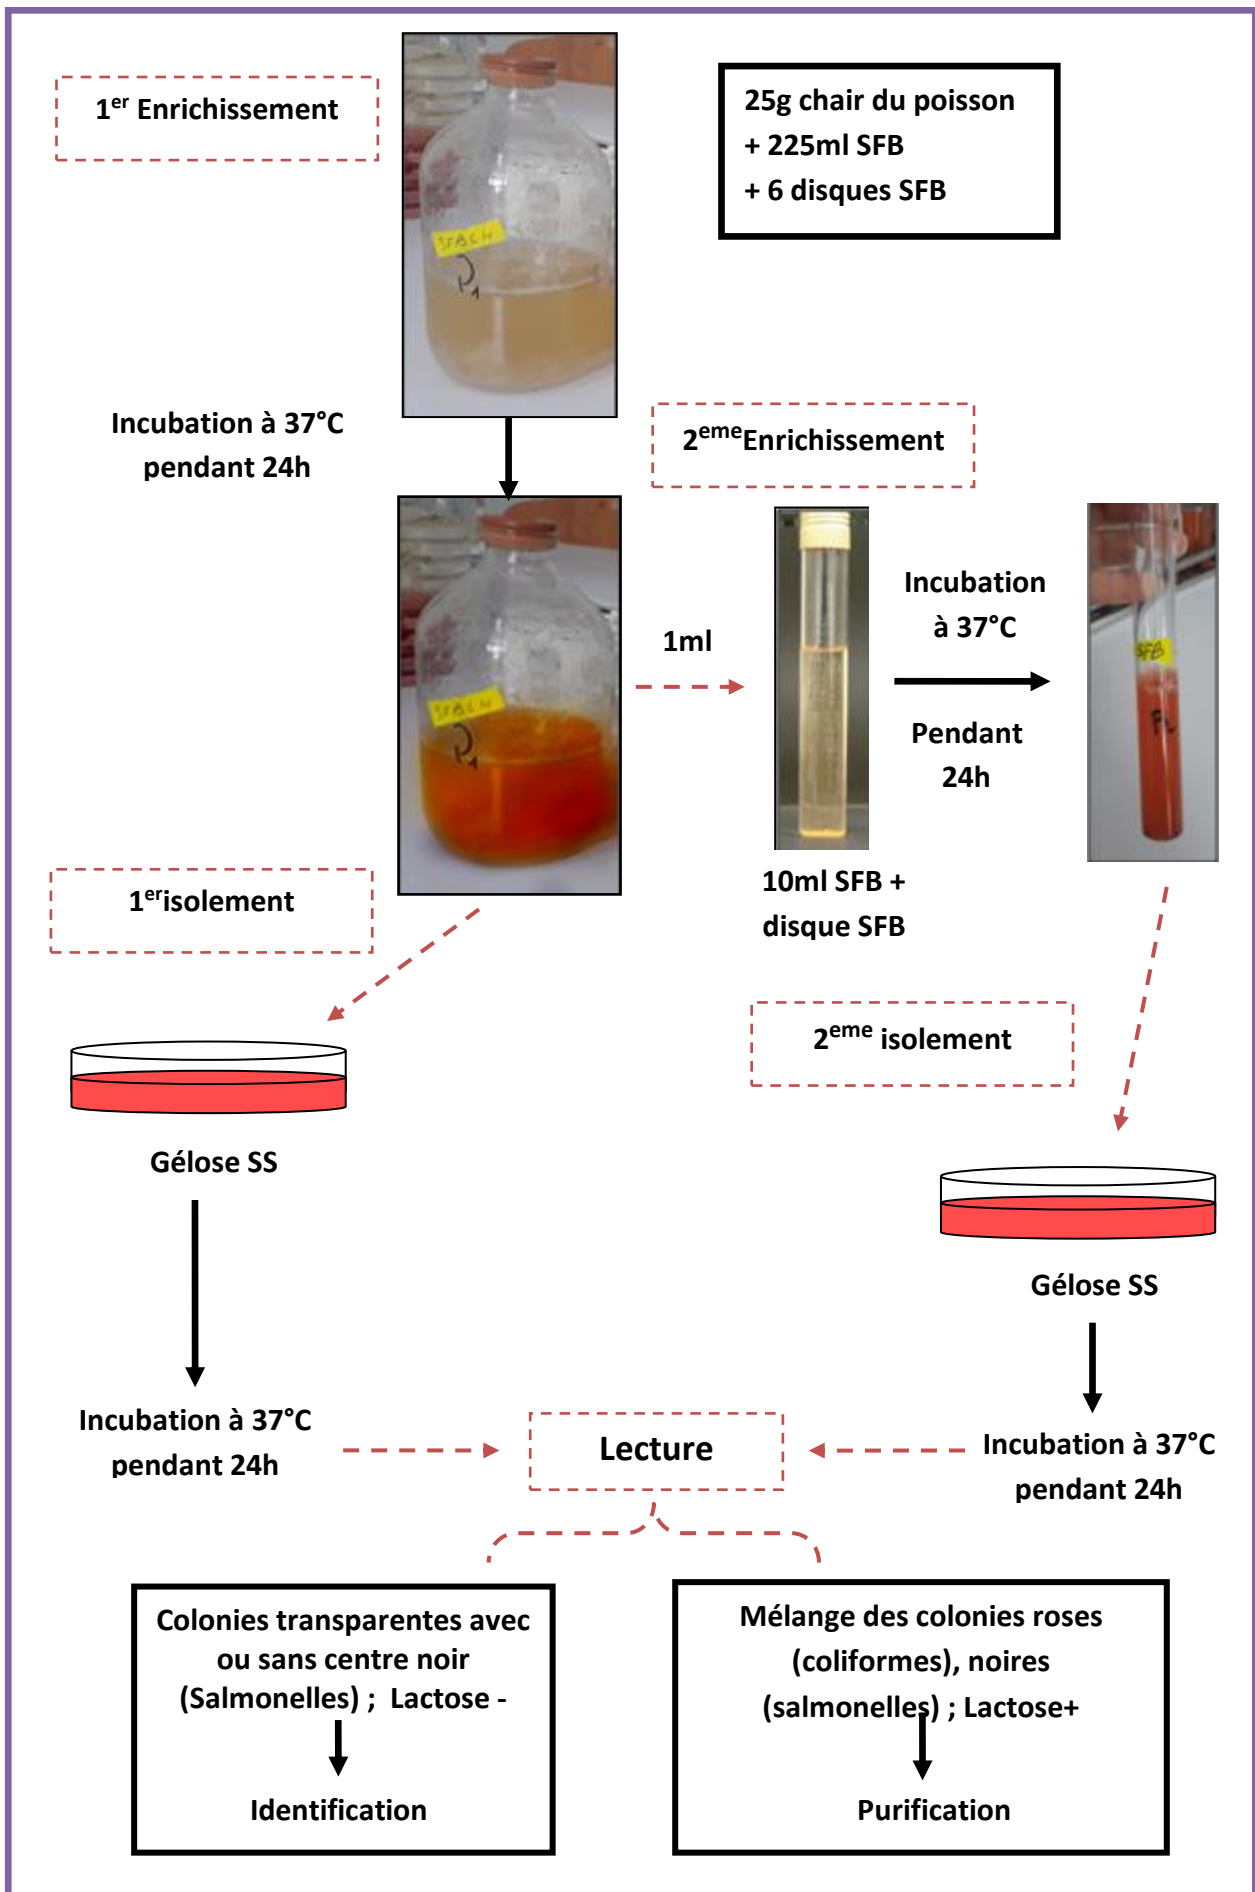 1er Enrichissement
25g chair du poisson
+ 225ml SFB
+ 6 disques SFB
SFB
P1
Incubation à 37°C
pendant 24h
2emeEnrichissement
1ml
Incubation
à 37°C
Pendant
24h
SFB
10ml SFB +
disque SFB
1erisolement
2eme isolement
Gélose SS
Gélose SS
Incubation à 37°C
pendant 24h
Lecture
Incubation à 37°C
pendant 24h
Colonies transparentes avec
ou sans centre noir
(Salmonelles) ; Lactose -
Identification
Mélange des colonies roses
(coliformes), noires
(salmonelles) ; Lactose+
Purification